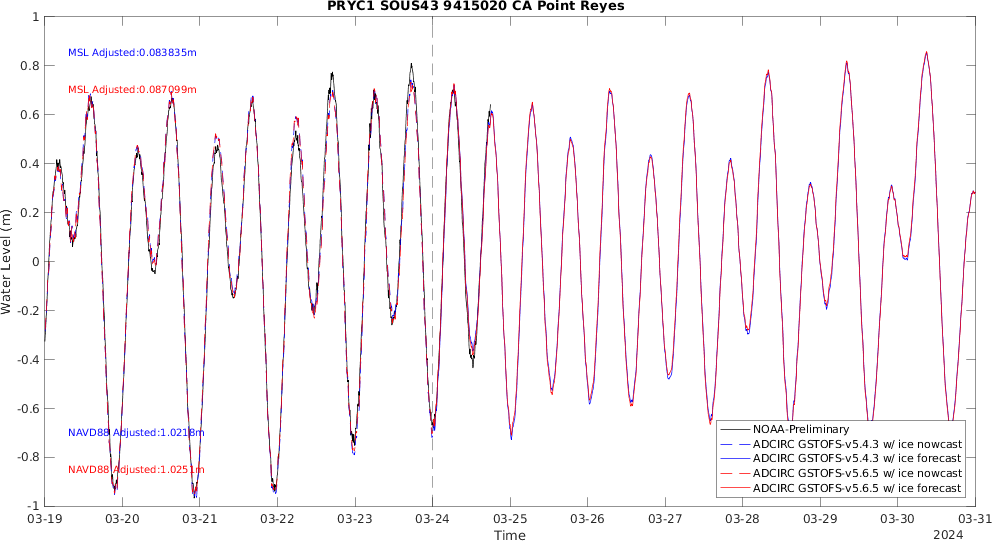 PRYC1 SOUS43 9415020 CA Point Reyes
1
0.8
0.6
0.4
0.2
0
-0.2
-0.4
-0.6
-0.8
-1
Water Level (m)
MSL Adjusted:0.083835m
MSL Adjusted:0.087099m
NAVD88 Adjusted:1.0218m
NAVD88 Adjusted:1.0251m
NOAA-Preliminary
ADCIRC GSTOFS-v5.4.3 w/ ice nowcast
ADCIRC GSTOFS-v5.4.3 w/ ice forecast
ADCIRC GSTOFS-v5.6.5 w/ ice nowcast
ADCIRC GSTOFS-v5.6.5 w/ ice forecast
03-19 03-20 03-21 03-22 03-23 03-24 03-25 03-26 03-27 03-28 03-29 03-30 03-31
Time
2024